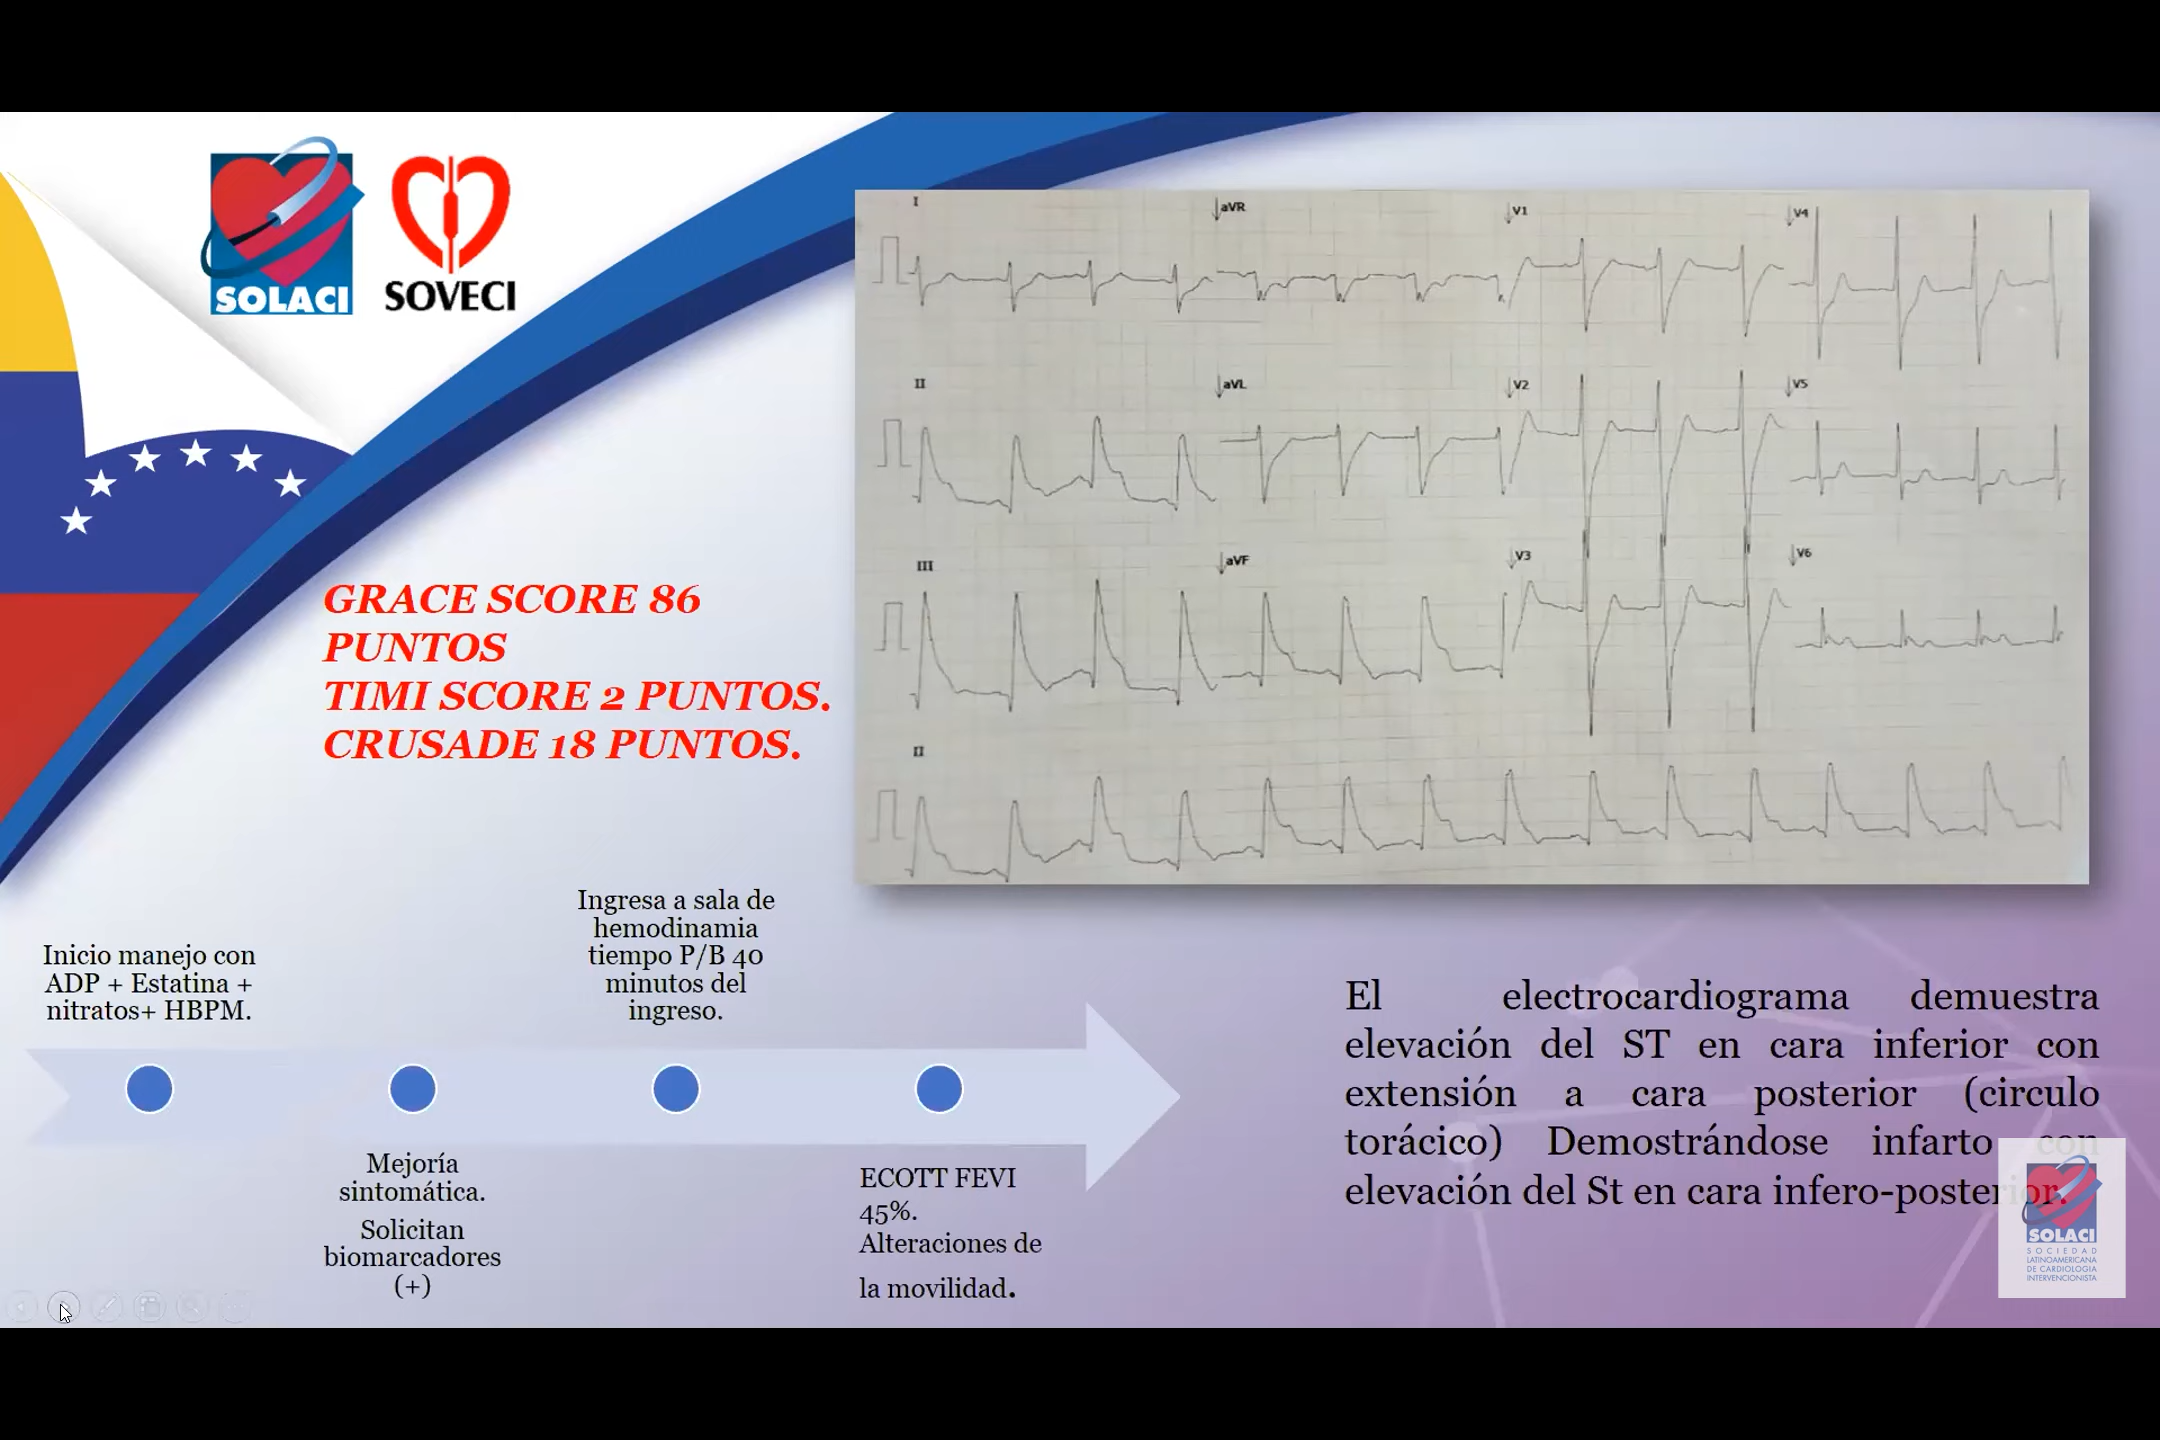 SOLACI
SOVECI
I
aVR
V1
V4
II
aVL
V2
V5
III
aVF
V3
V6
II
GRACE SCORE 86
PUNTOS
TIMI SCORE 2 PUNTOS.
CRUSADE 18 PUNTOS.
Inicio manejo con
ADP + Estatina +
nitratos+ HBPM.
Mejoría
sintomática.
Solicitan
biomarcadores
(+)
Ingresa a sala de
hemodinamia
tiempo P/B 40
minutos del
ingreso.
ECOTT FEVI
45%.
Alteraciones de
la movilidad.
El electrocardiograma demuestra
elevación del ST en cara inferior con
extensión a cara posterior (circulo
torácico) Demostrándose infarto con
elevación del St en cara infero-posterior.
SOLACI
SOCIEDAD
LATINOAMERICANA
DE CARDIOLOGIA
INTERVENCIONISTA